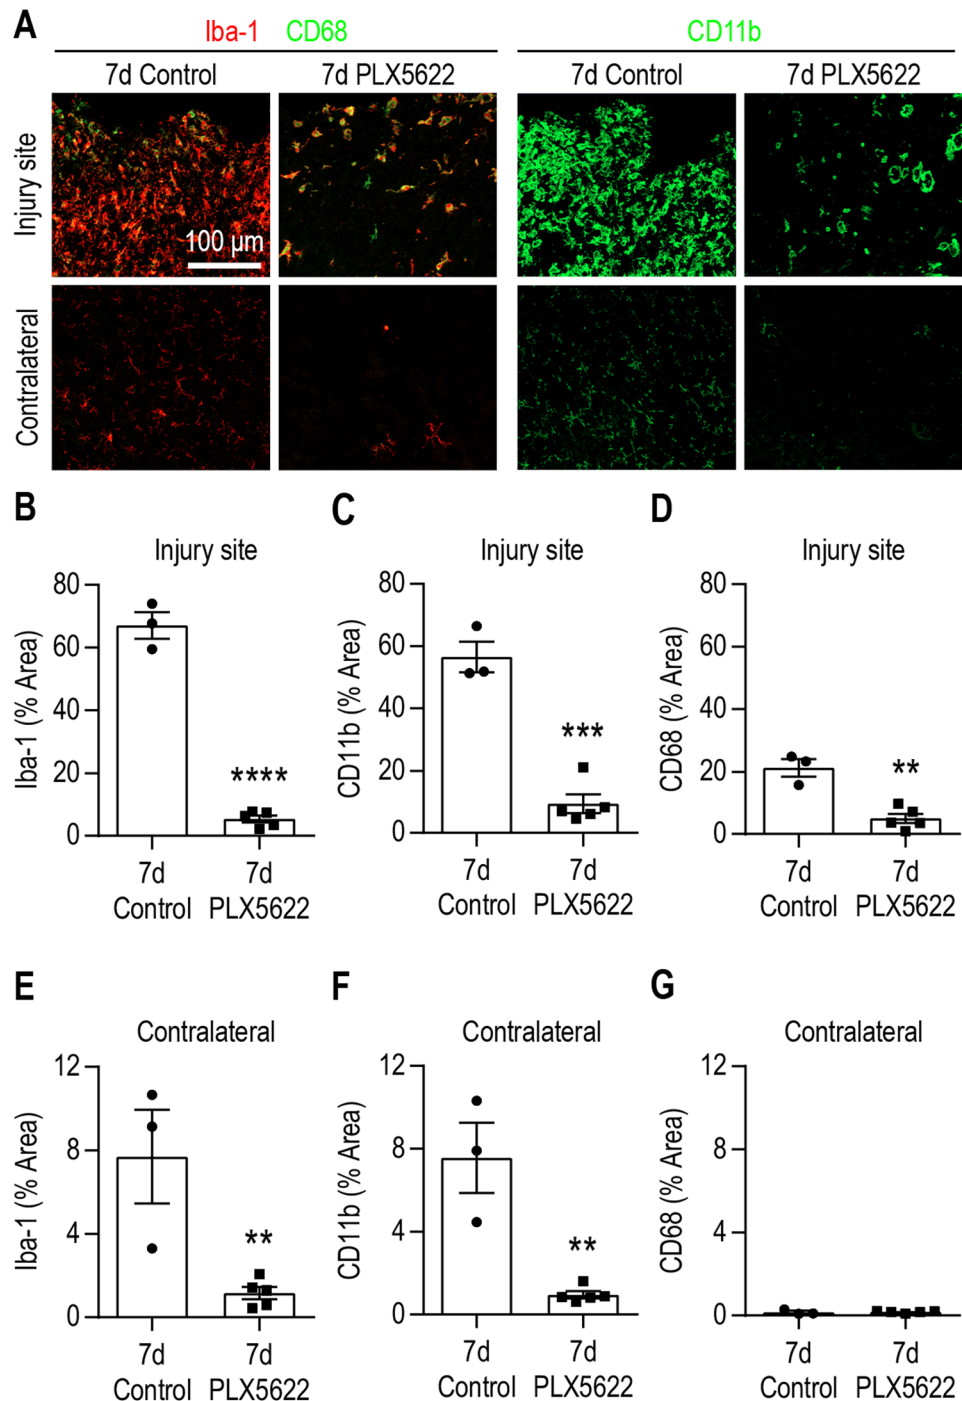 A
Iba-1 CD68
CD11b
7d Control
7d PLX5622
7d Control
7d PLX5622
Injury site
100 µm
Contralateral
B
Injury site
Iba-1 (% Area)
80
60
40
20
0
****
7d
Control
7d
PLX5622
C
Injury site
CD11b (% Area)
80
60
40
20
0
***
7d
Control
7d
PLX5622
D
Injury site
CD68 (% Area)
80
60
40
20
0
**
7d
Control
7d
PLX5622
E
Contralateral
Iba-1 (% Area)
12
8
4
0
**
7d
Control
7d
PLX5622
F
Contralateral
CD11b (% Area)
12
8
4
0
**
7d
Control
7d
PLX5622
G
Contralateral
CD68 (% Area)
12
8
4
0
7d
Control
7d
PLX5622